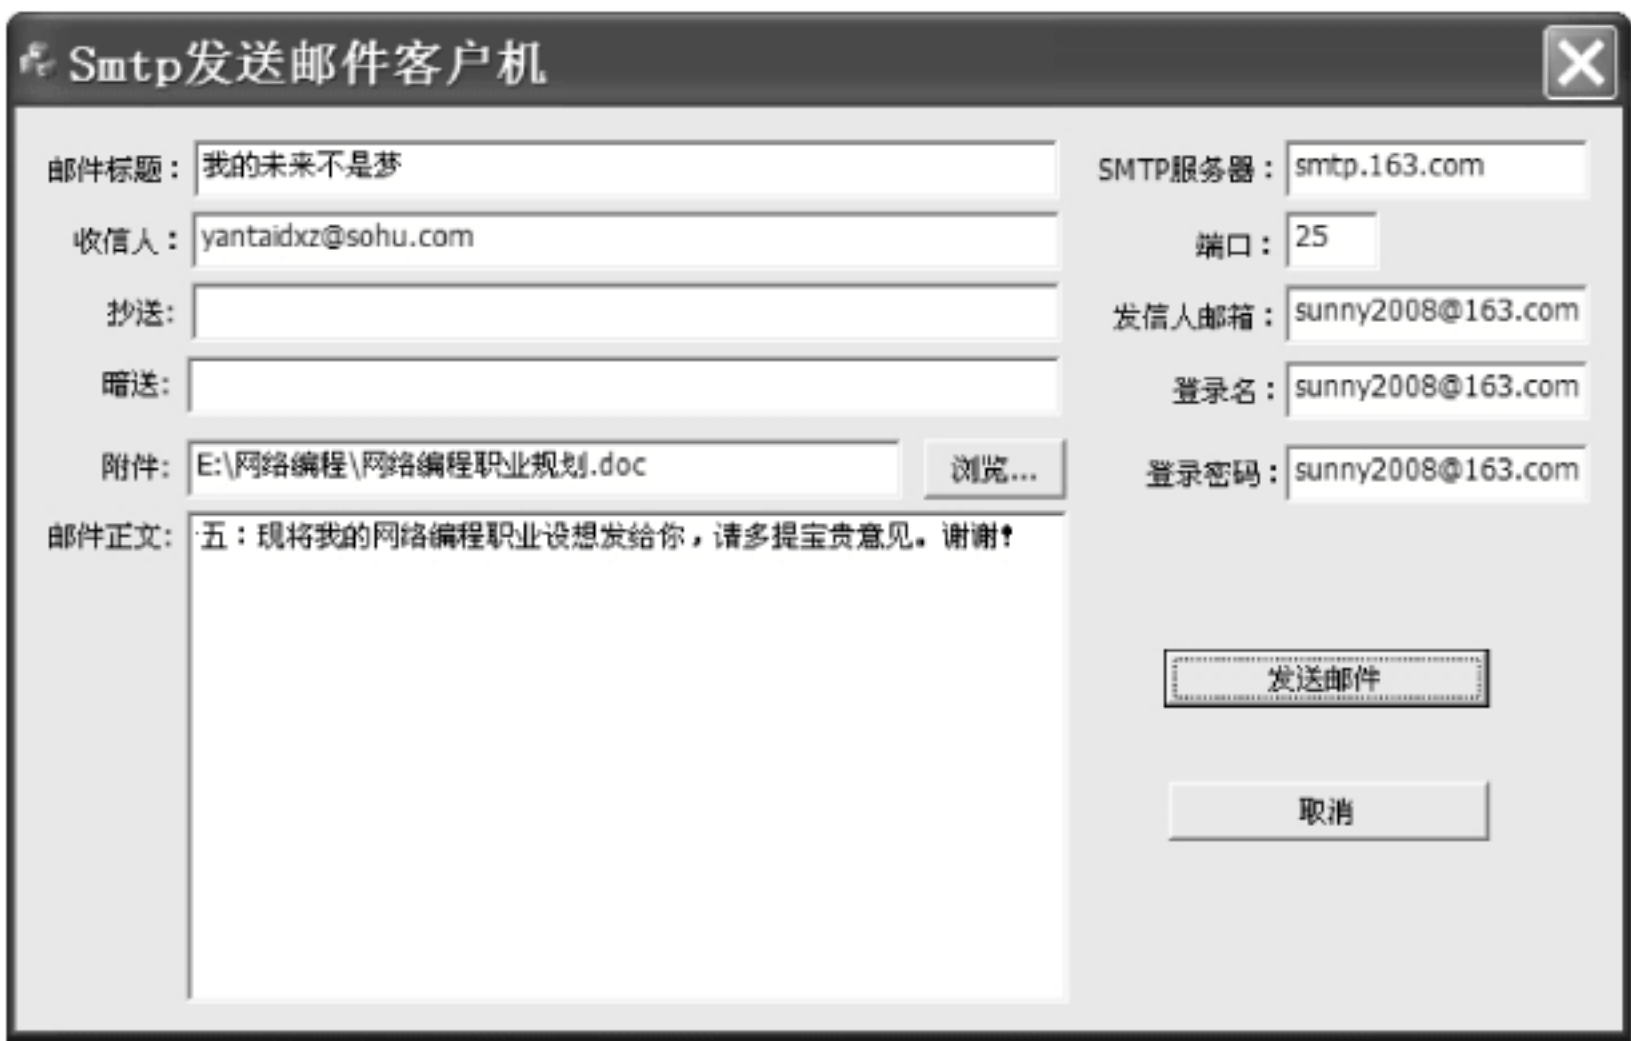 Smtp发送邮件客户机
邮件标题：我的未来不是梦
收信人：yantaidxz@sohu.com
抄送:
暗送:
附件: E:\网络编程\网络编程职业规划.doc 浏览...
邮件正文: 五：现将我的网络编程职业设想发给你，请多提宝贵意见。谢谢！
SMTP服务器：smtp.163.com
端口：25
发信人邮箱：sunny2008@163.com
登录名：sunny2008@163.com
登录密码：sunny2008@163.com
发送邮件
取消